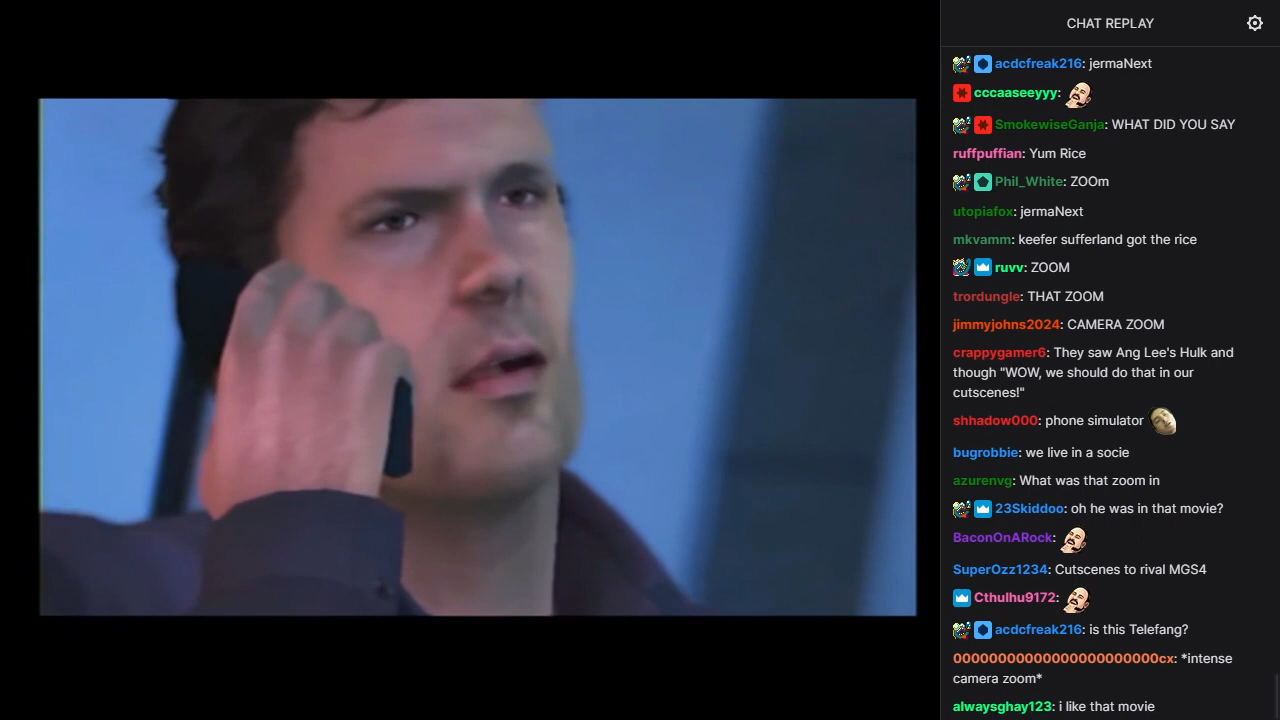 CHAT REPLAY
acdcfreak216: jermaNext
cccaaseeyyy:
SmokewiseGanja: WHAT DID YOU SAY
ruffpuffian: Yum Rice
Phil_White: ZOOm
utopiafox: jermaNext
mkvamm: keefer sufferland got the rice
ruvv: ZOOM
trordungle: THAT ZOOM
jimmyjohns2024: CAMERA ZOOM
crappygamer6: They saw Ang Lee's Hulk and
though "WOW, we should do that in our
cutscenes!"
shhadow000: phone simulator
bugrobbie: we live in a socie
azurenvg: What was that zoom in
23Skiddoo: oh he was in that movie?
BaconOnARock:
SuperOzz1234: Cutscenes to rival MGS4
Cthulhu9172:
acdcfreak216: is this Telefang?
00000000000000000000000cx: *intense
camera zoom*
alwaysghay123: i like that movie